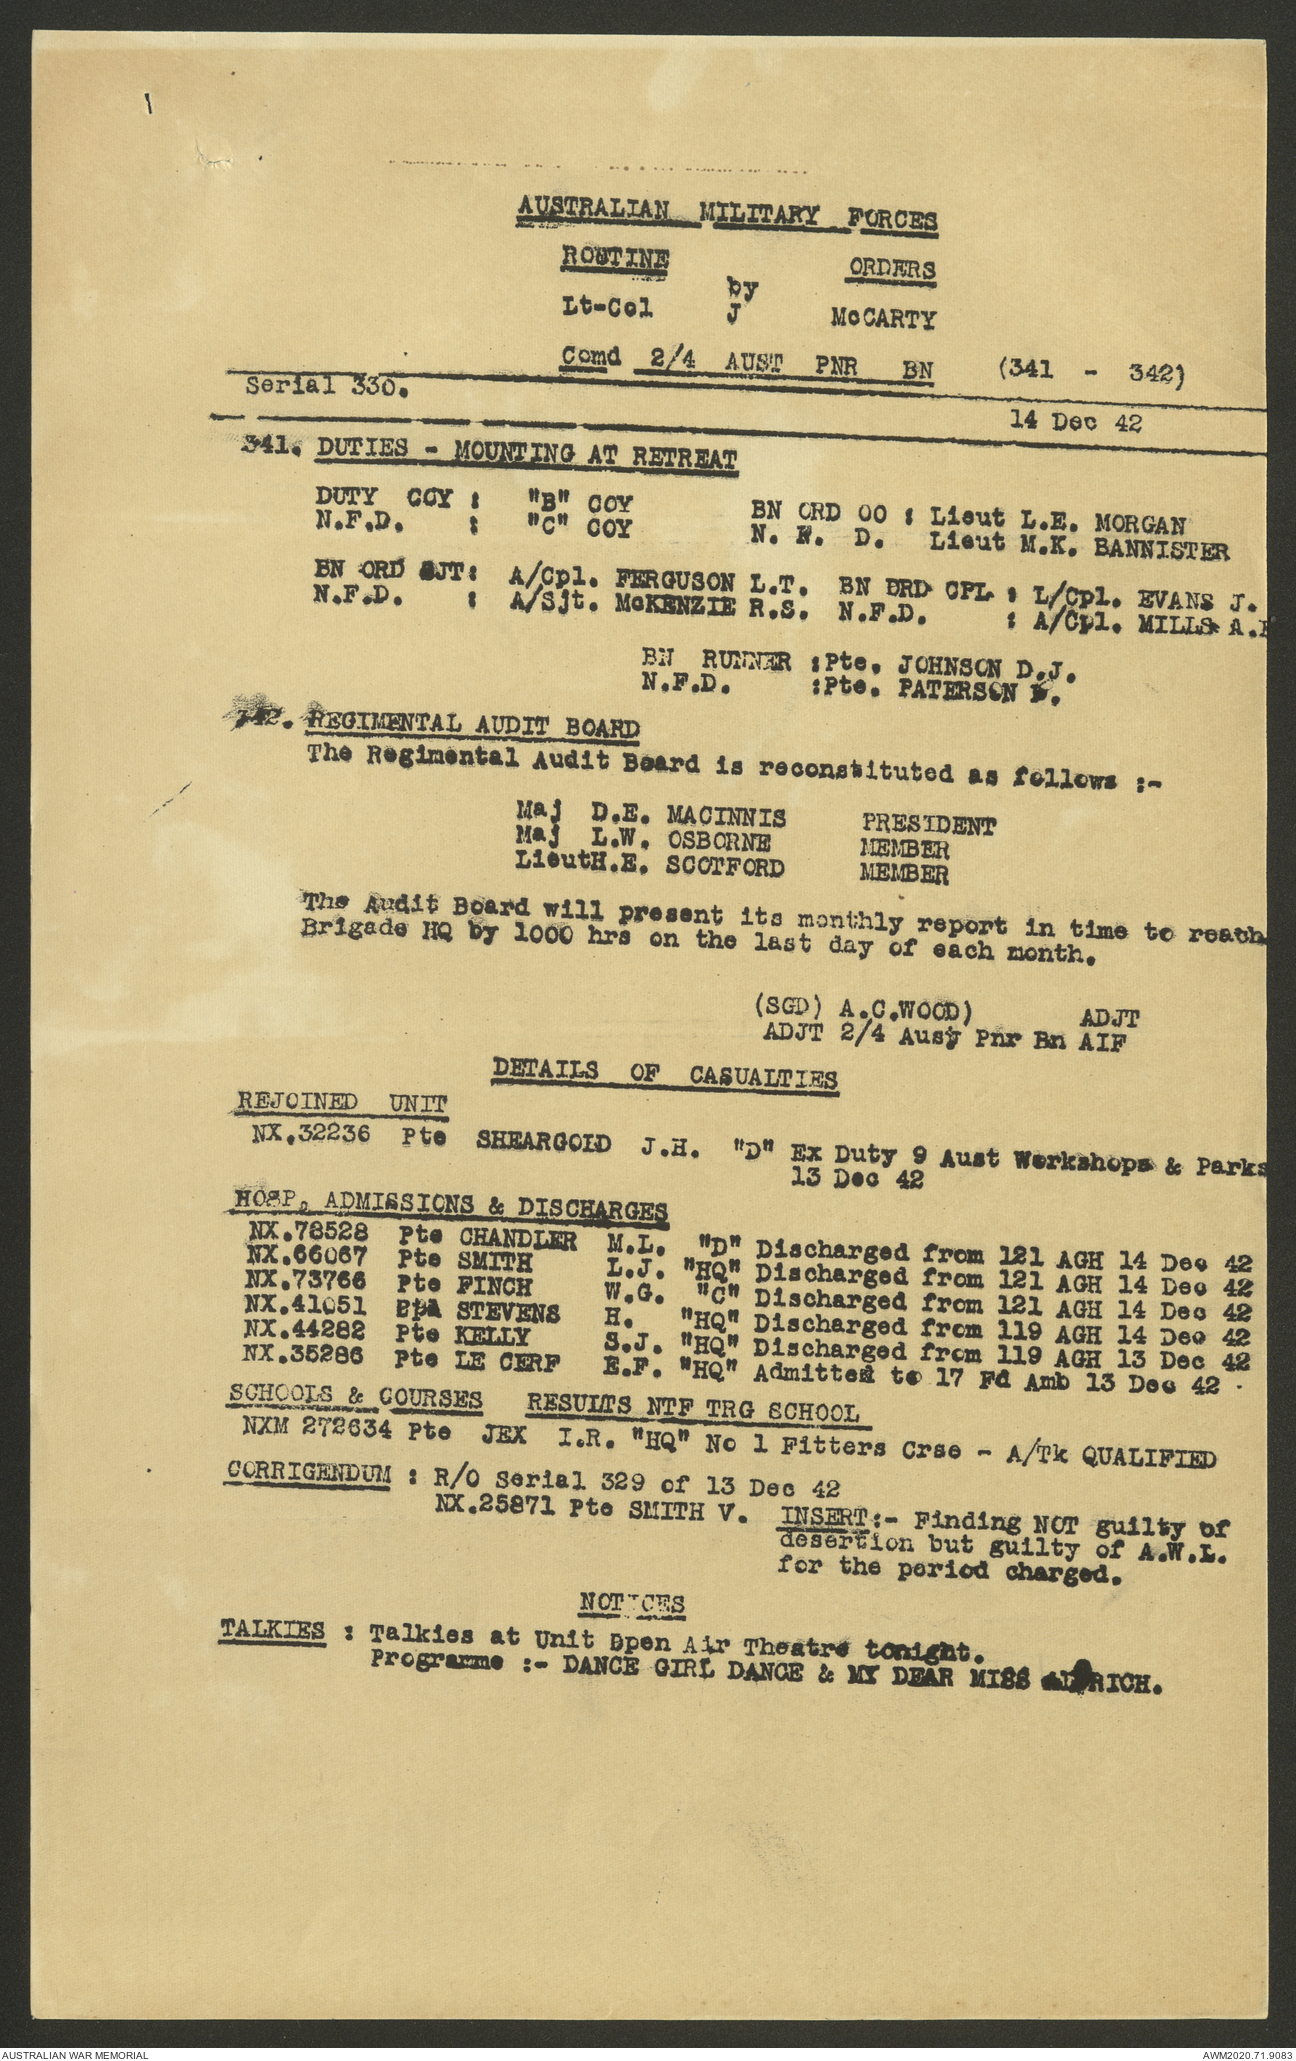 AUSTRALIAN MILITARY FORCES
ROUTINE ORDERS
by
Lt-Col J McCARTY
Comd 2/4 AUST PNR BN (341 - 342)
Serial 330.
14 Dec 42
341. DUTIES - MOUNTING AT RETREAT
DUTY COY : "B" COY BN ORD OO : Lieut L.E. MORGAN
N.F.D. : "C" COY N. F. D. Lieut M.K. BANNISTER
BN ORD SJT: A/Cpl. FERGUSON L.T. BN ORD CPL : L/Cpl. EVANS J.
N.F.D. : A/Sjt. McKENZIE R.S. N.F.D. : A/Cpl. MILLS A.
BN RUNNER :Pte. JOHNSON D.J.
N.F.D. :Pte. PATERSON
342. REGIMENTAL AUDIT BOARD
The Regimental Audit Board is reconstituted as follows :-
Maj D.E. MACINNIS PRESIDENT
Maj L.W. OSBORNE MEMBER
LieutH.E. SCOTFORD MEMBER
The Audit Board will present its monthly report in time to reach
Brigade HQ by 1000 hrs on the last day of each month.
(SGD) A.C.WOOD) ADJT
ADJT 2/4 Aust Pnr Bn AIF
DETAILS OF CASUALTIES
REJOINED UNIT
NX.32236 Pte SHEARGOLD J.H. "D" Ex Duty 9 Aust Workshops & Parks
13 Dec 42
HOSP. ADMISSIONS & DISCHARGES
NX.78528 Pte CHANDLER M.L. "D" Discharged from 121 AGH 14 Dec 42
NX.66067 Pte SMITH L.J. "HQ" Discharged from 121 AGH 14 Dec 42
NX.73766 Pte FINCH W.G. "C" Discharged from 121 AGH 14 Dec 42
NX.41051 STEVENS H. "HQ" Discharged from 119 AGH 14 Dec 42
NX.44282 Pte KELLY S.J. "HQ" Discharged from 119 AGH 13 Dec 42
NX.35286 Pte LE CERF E.F. "HQ" Admitted to 17 Fd Amb 13 Dec 42
SCHOOLS & COURSES RESULTS NTF TRG SCHOOL
NXM 272634 Pte JEX I.R. "HQ" No 1 Fitters Crse - A/Tk QUALIFIED
CORRIGENDUM : R/O Serial 329 of 13 Dec 42
NX.25871 Pte SMITH V. INSERT:- Finding NOT guilty of
desertion but guilty of A.W.L.
for the period charged.
NOTICES
TALKIES : Talkies at Unit Open Air Theatre tonight.
Programme :- DANCE GIRL DANCE & MY DEAR MISS ALDRICH.
AUSTRALIAN WAR MEMORIAL
AWM2020.71.9083